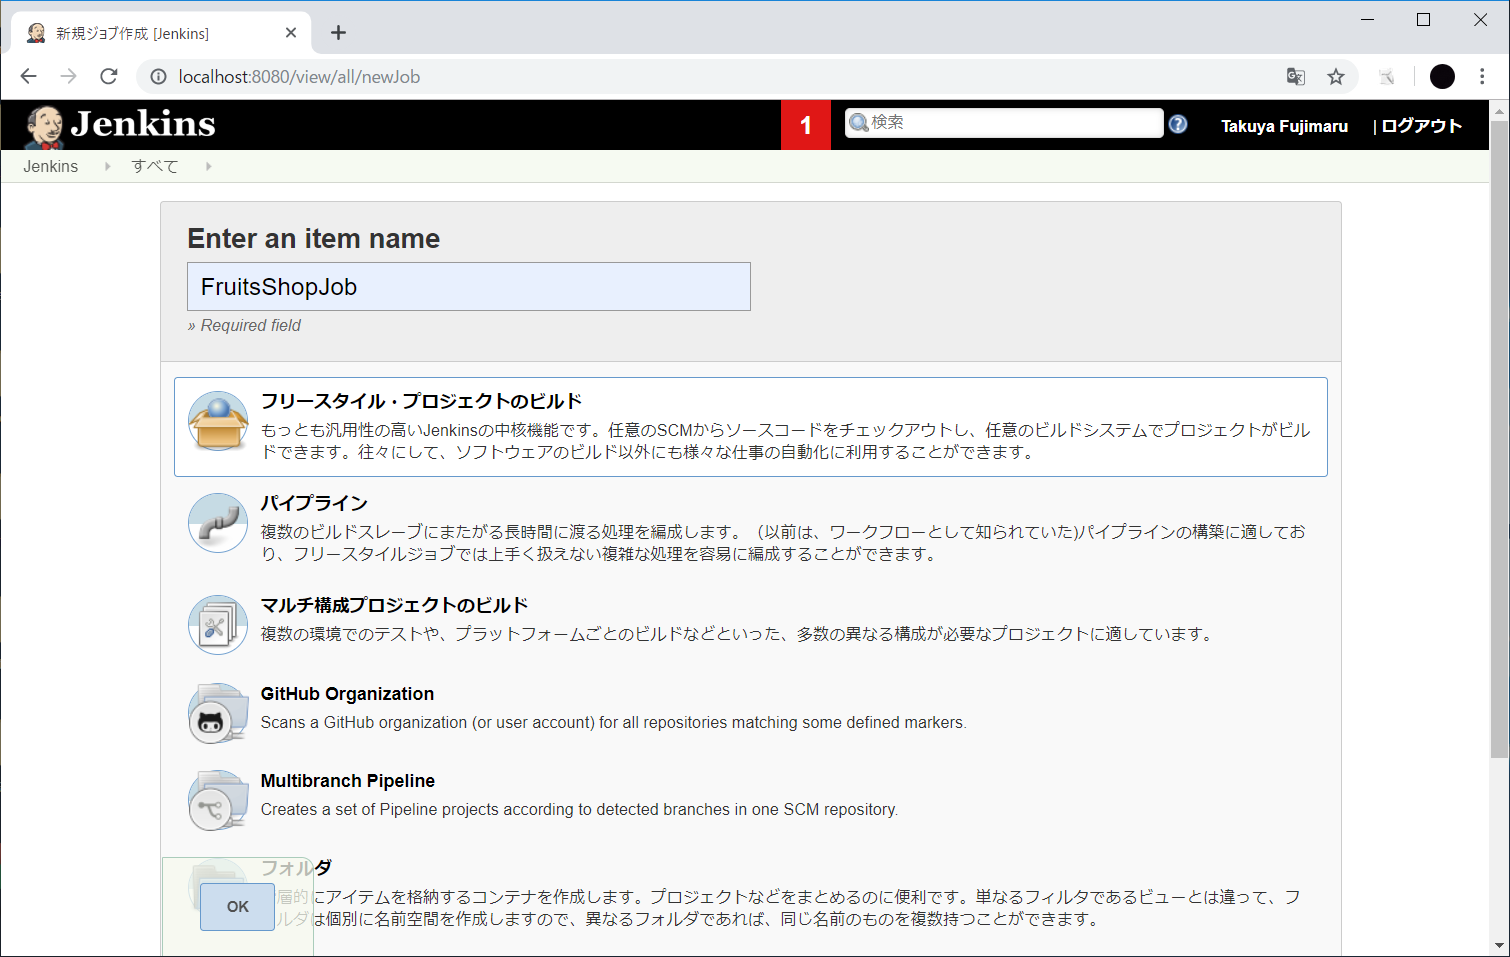 新規ジョブ作成 [Jenkins]
localhost:8080/view/all/newJob
Jenkins
1
検索
Takuya Fujimaru
| ログアウト
Jenkins
すべて
Enter an item name
FruitsShopJob
» Required field
フリースタイル・プロジェクトのビルド
もっとも汎用性の高いJenkinsの中核機能です。任意のSCMからソースコードをチェックアウトし、任意のビルドシステムでプロジェクトがビル
ドできます。往々にして、ソフトウェアのビルド以外にも様々な仕事の自動化に利用することができます。
パイプライン
複数のビルドスレーブにまたがる長時間に渡る処理を編成します。（以前は、ワークフローとして知られていた)パイプラインの構築に適してお
り、フリースタイルジョブでは上手く扱えない複雑な処理を容易に編成することができます。
マルチ構成プロジェクトのビルド
複数の環境でのテストや、プラットフォームごとのビルドなどといった、多数の異なる構成が必要なプロジェクトに適しています。
GitHub Organization
Scans a GitHub organization (or user account) for all repositories matching some defined markers.
Multibranch Pipeline
Creates a set of Pipeline projects according to detected branches in one SCM repository.
フォルダ
層的にアイテムを格納するコンテナを作成します。プロジェクトなどをまとめるのに便利です。単なるフィルタであるビューとは違って、フ
ルダは個別に名前空間を作成しますので、異なるフォルダであれば、同じ名前のものを複数持つことができます。
OK